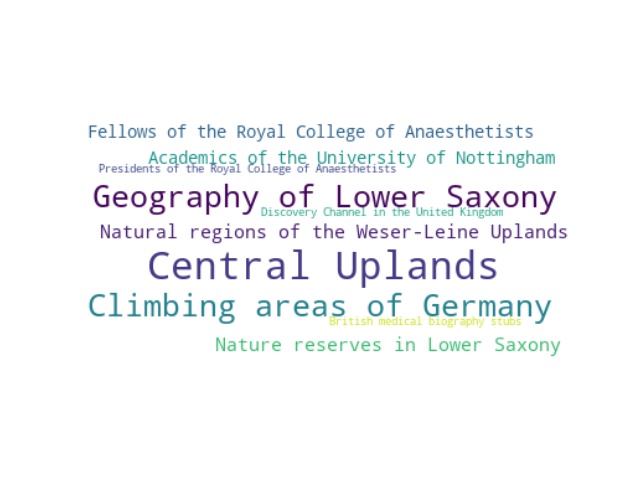 Fellows of the Royal College of Anaesthetists
Academics of the University of Nottingham
Presidents of the Royal College of Anaesthetists
Geography of Lower Saxony
Discovery Channel in the United Kingdom
Natural regions of the Weser-Leine Uplands
Central Uplands
Climbing areas of Germany
British medical biography stubs
Nature reserves in Lower Saxony